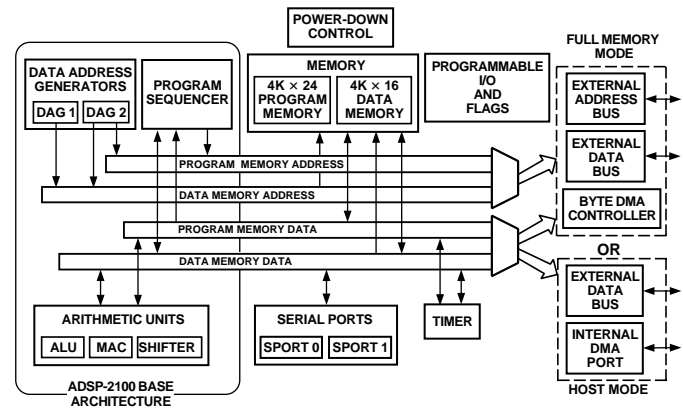 POWER-DOWN
CONTROL
FULL MEMORY
MODE
DATA ADDRESS
GENERATORS
DAG 1
DAG 2
PROGRAM
SEQUENCER
MEMORY
4K × 24
PROGRAM
MEMORY
4K × 16
DATA
MEMORY
PROGRAMMABLE
I/O
AND
FLAGS
EXTERNAL
ADDRESS
BUS
EXTERNAL
DATA
BUS
BYTE DMA
CONTROLLER
PROGRAM MEMORY ADDRESS
DATA MEMORY ADDRESS
PROGRAM MEMORY DATA
DATA MEMORY DATA
OR
EXTERNAL
DATA
BUS
INTERNAL
DMA
PORT
HOST MODE
ARITHMETIC UNITS
ALU
MAC
SHIFTER
SERIAL PORTS
SPORT 0
SPORT 1
TIMER
ADSP-2100 BASE
ARCHITECTURE